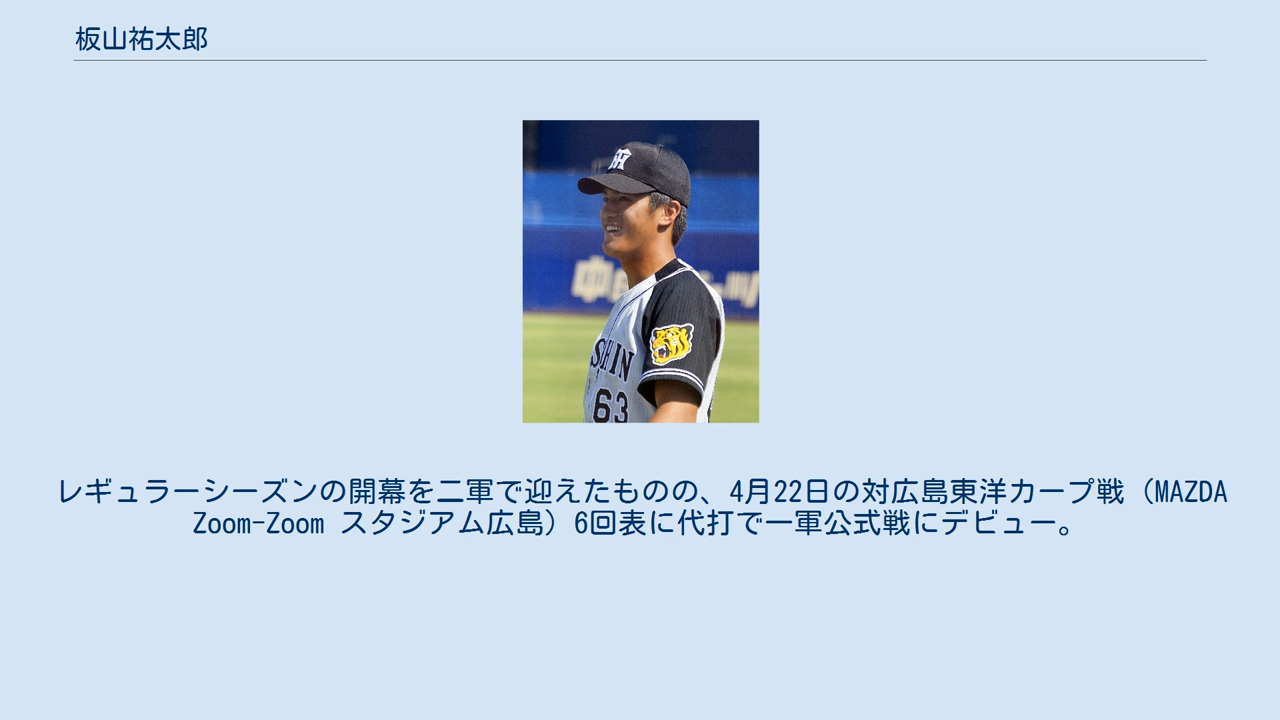 板山祐太郎
中
SHIN
63
レギュラーシーズンの開幕を二軍で迎えたものの、4月22日の対広島東洋カープ戦（MAZDA
Zoom-Zoom スタジアム広島）6回表に代打で一軍公式戦にデビュー。